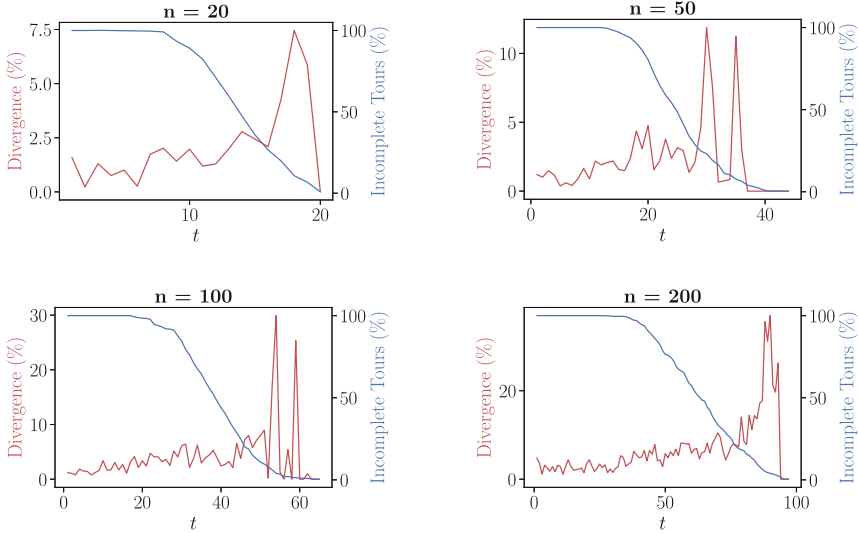 n = 20
7.5
5.0
2.5
0.0
Divergence (%)
100
50
0
Incomplete Tours (%)
10
20
t
n = 50
10
5
0
Divergence (%)
100
50
0
Incomplete Tours (%)
0
20
40
t
n = 100
30
20
10
0
Divergence (%)
100
50
0
Incomplete Tours (%)
0
20
40
60
t
n = 200
20
0
Divergence (%)
100
50
0
Incomplete Tours (%)
0
50
100
t